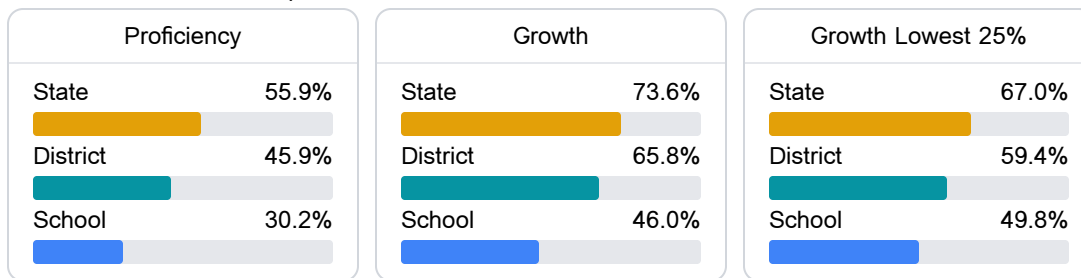 Proficiency
State 55.9%
District 45.9%
School 30.2%
Growth
State 73.6%
District 65.8%
School 46.0%
Growth Lowest 25%
State 67.0%
District 59.4%
School 49.8%